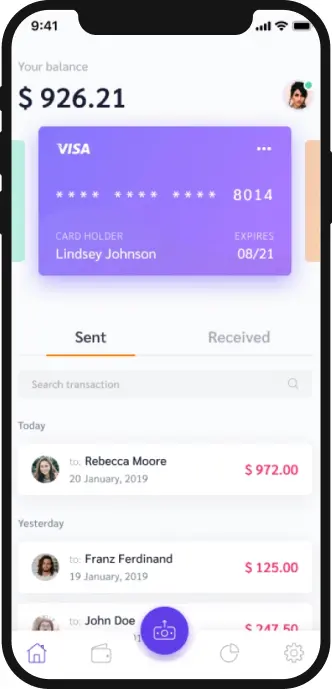 9:41
Your balance
$ 926.21
VISA
**** **** **** 8014
CARD HOLDER EXPIRES
Lindsey Johnson 08/21
Sent Received
Search transaction
Today
to: Rebecca Moore
20 January, 2019
$ 972.00
Yesterday
to: Franz Ferdinand
19 January, 2019
$ 125.00
to: John Doe
$ 247.50